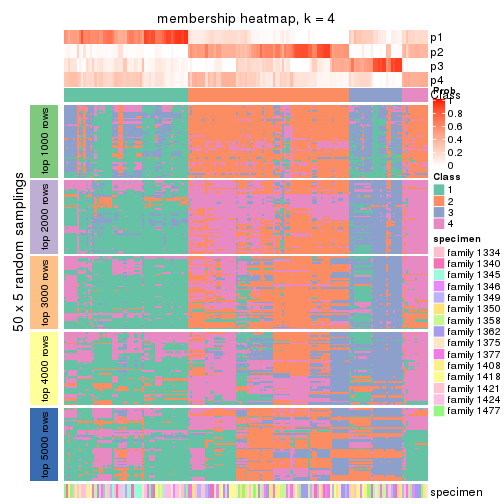 membership heatmap, k = 4
p1
p2
p3
p4
Prob
Class
1
0.8
0.6
0.4
0.2
0
Class
1
2
3
4
specimen
family 1334
family 1340
family 1345
family 1346
family 1349
family 1350
family 1358
family 1362
family 1375
family 1377
family 1408
family 1418
family 1421
family 1424
family 1477
50 x 5 random samplings
top 1000 rows
top 2000 rows
top 3000 rows
top 4000 rows
top 5000 rows
specimen